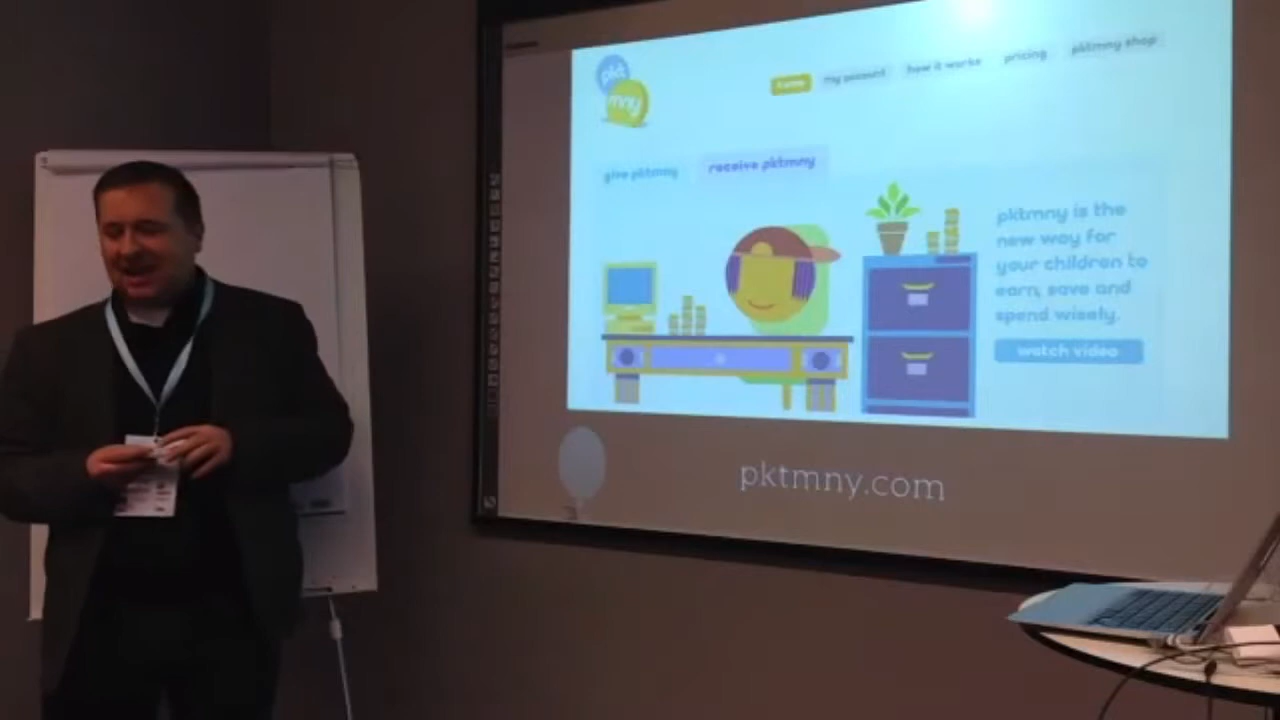 pkt
mny
home
my account
how it works
pricing
pktmny shop
give pktmny
receive pktmny
pktmny is the
new way for
your children to
earn, save and
spend wisely.
watch video
pktmny.com